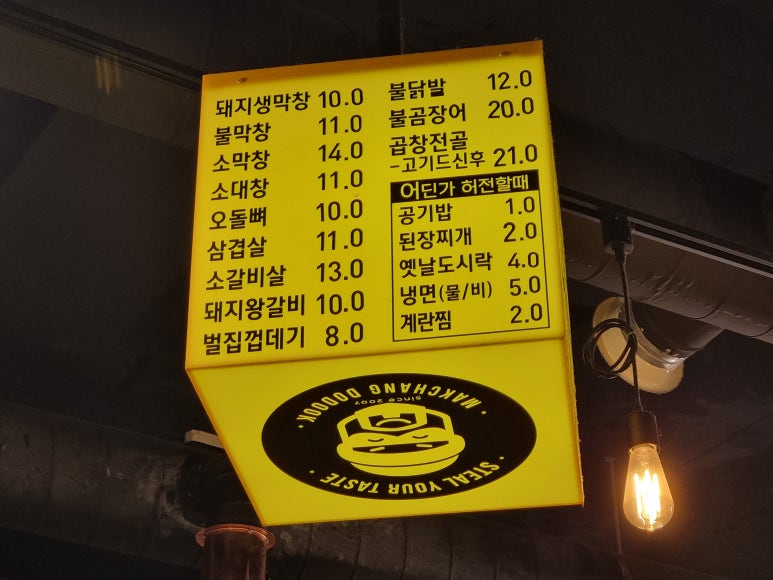 돼지생막창 10.0
불막창 11.0
소막창 14.0
소대창 11.0
오돌뼈 10.0
삼겹살 11.0
소갈비살 13.0
돼지왕갈비 10.0
벌집껍데기 8.0
불닭발 12.0
불곰장어 20.0
곱창전골
-고기드신후 21.0
어딘가 허전할때
공기밥 1.0
된장찌개 2.0
옛날도시락 4.0
냉면(물/비) 5.0
계란찜 2.0
· MAKCHANG DODOOK ·
since 2007
· STEAL YOUR TASTE ·